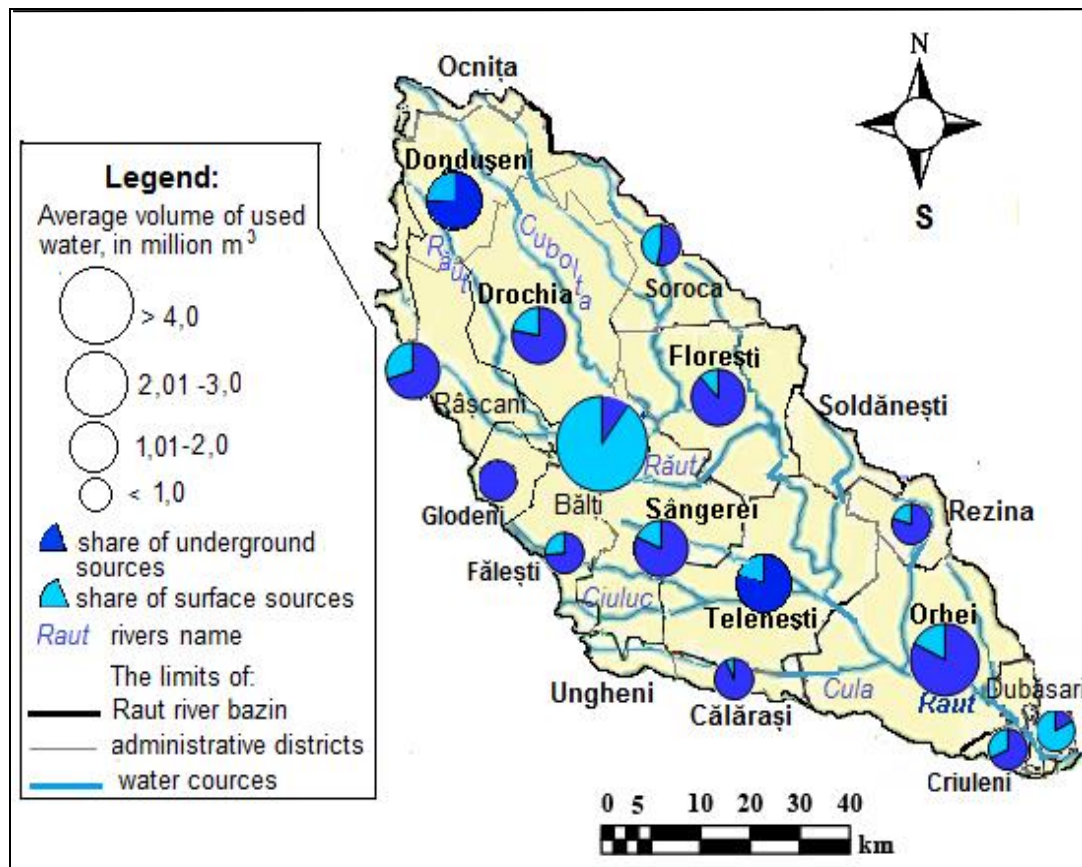 Legend:
Average volume of used
water, in million m³
> 4,0
2,01 -3,0
1,01-2,0
< 1,0
share of underground
sources
share of surface sources
Raut rivers name
The limits of:
Raut river bazin
administrative districts
water cources
Ocnița
N
S
Dondușeni
Răut
Cubolta
Soroca
Drochia
Florești
Râșcani
Soldănești
Răut
Glodeni
Bălți
Sângerei
Rezina
Fălești
Ciuluc
Telenești
Orhei
Ungheni
Călărași
Cula
Raut
Dubăsari
Criuleni
0 5 10 20 30 40
km